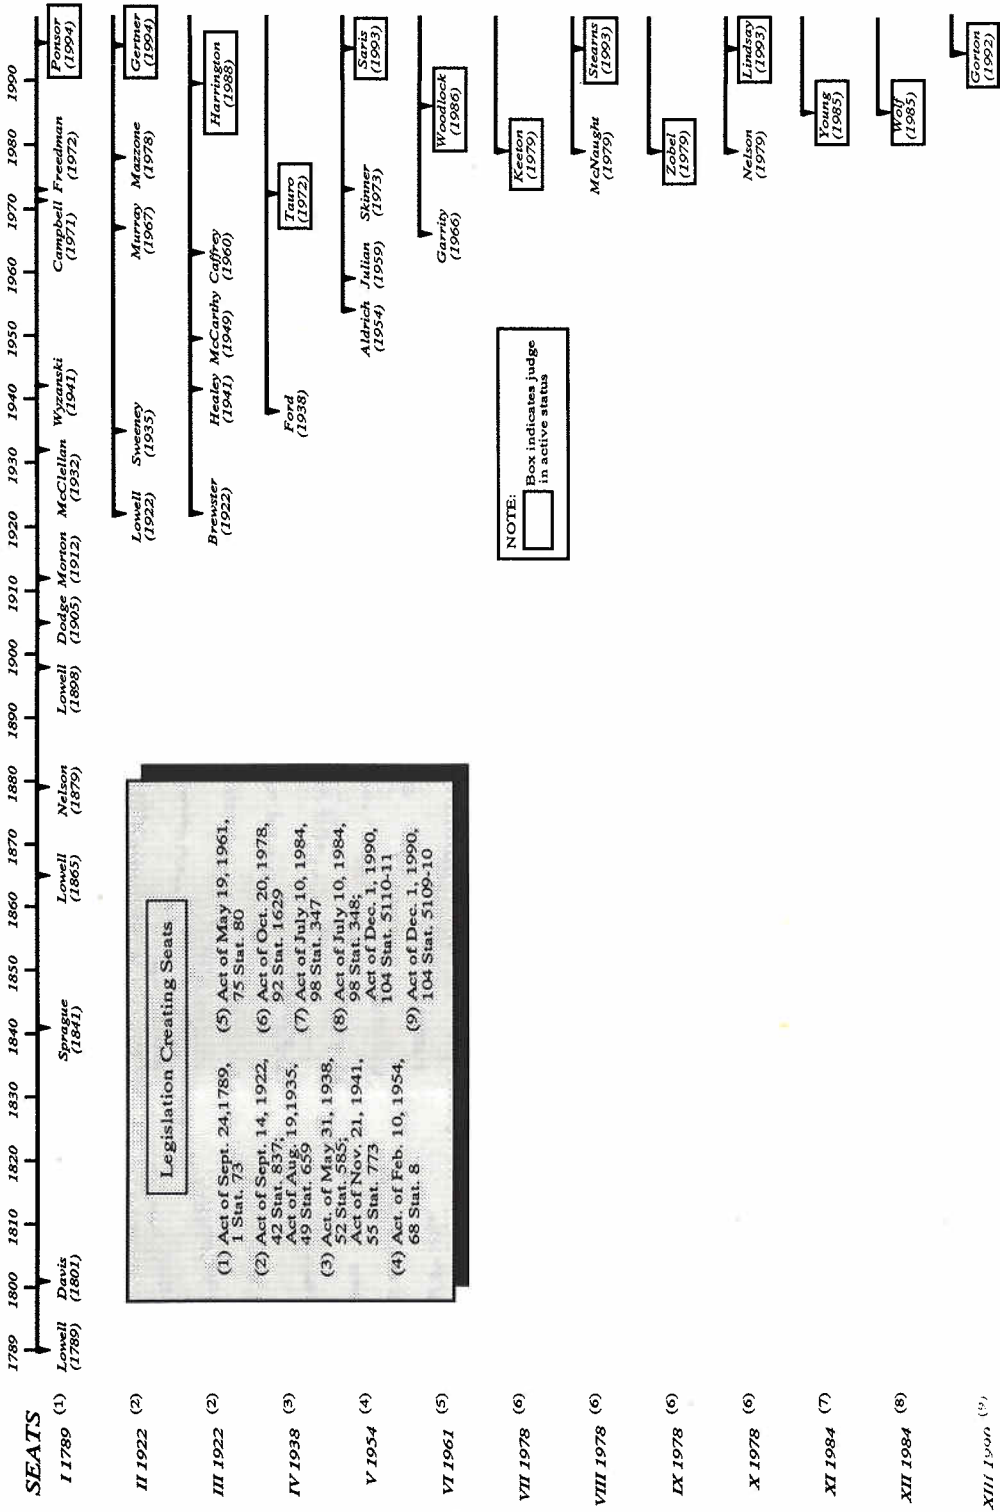 SEATS
1789 1800 1810 1820 1830 1840 1850 1860 1870 1880 1890 1900 1910 1920 1930 1940 1950 1960 1970 1980 1990
I 1789 (1)
Lowell
(1789)
Davis
(1801)
Sprague
(1841)
Lowell
(1865)
Nelson
(1879)
Lowell
(1898)
Dodge
(1905)
Morton
(1912)
McClellan
(1932)
Wyzanski
(1941)
Campbell
(1971)
Freedman
(1972)
Ponsor
(1994)
II 1922 (2)
Lowell
(1922)
Sweeney
(1935)
Murray
(1967)
Mazzone
(1978)
Gertner
(1994)
III 1922 (2)
Brewster
(1922)
Healey
(1941)
McCarthy
(1949)
Caffrey
(1960)
Harrington
(1988)
IV 1938 (3)
Ford
(1938)
Tauro
(1972)
V 1954 (4)
Aldrich
(1954)
Julian
(1959)
Skinner
(1973)
Saris
(1993)
VI 1961 (5)
Garrity
(1966)
Woodlock
(1986)
VII 1978 (6)
Keeton
(1979)
VIII 1978 (6)
McNaught
(1979)
Stearns
(1993)
IX 1978 (6)
Zobel
(1979)
X 1978 (6)
Nelson
(1979)
Lindsay
(1993)
XI 1984 (7)
Young
(1985)
XII 1984 (8)
Wolf
(1985)
XIII 1990 (9)
Gorton
(1992)
Legislation Creating Seats
(1) Act of Sept. 24,1789,
1 Stat. 73
(2) Act of Sept. 14, 1922,
42 Stat. 837;
Act of Aug. 19,1935,
49 Stat. 659
(3) Act. of May 31, 1938,
52 Stat. 585;
Act of Nov. 21, 1941,
55 Stat. 773
(4) Act. of Feb. 10, 1954,
68 Stat. 8
(5) Act of May 19, 1961,
75 Stat. 80
(6) Act of Oct. 20, 1978,
92 Stat. 1629
(7) Act of July 10, 1984,
98 Stat. 347
(8) Act of July 10, 1984,
98 Stat. 348;
Act of Dec. 1, 1990,
104 Stat. 5110-11
(9) Act of Dec. 1, 1990,
104 Stat. 5109-10
NOTE:
Box indicates judge
in active status